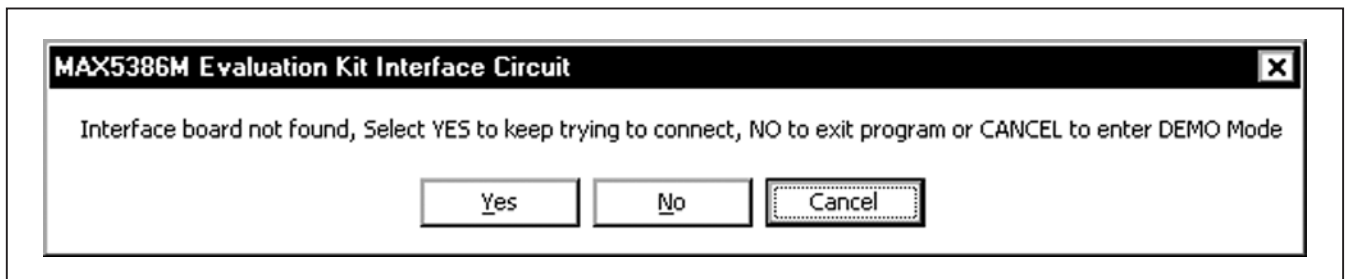 MAX5386M Evaluation Kit Interface Circuit
Interface board not found, Select YES to keep trying to connect, NO to exit program or CANCEL to enter DEMO Mode
Yes No Cancel